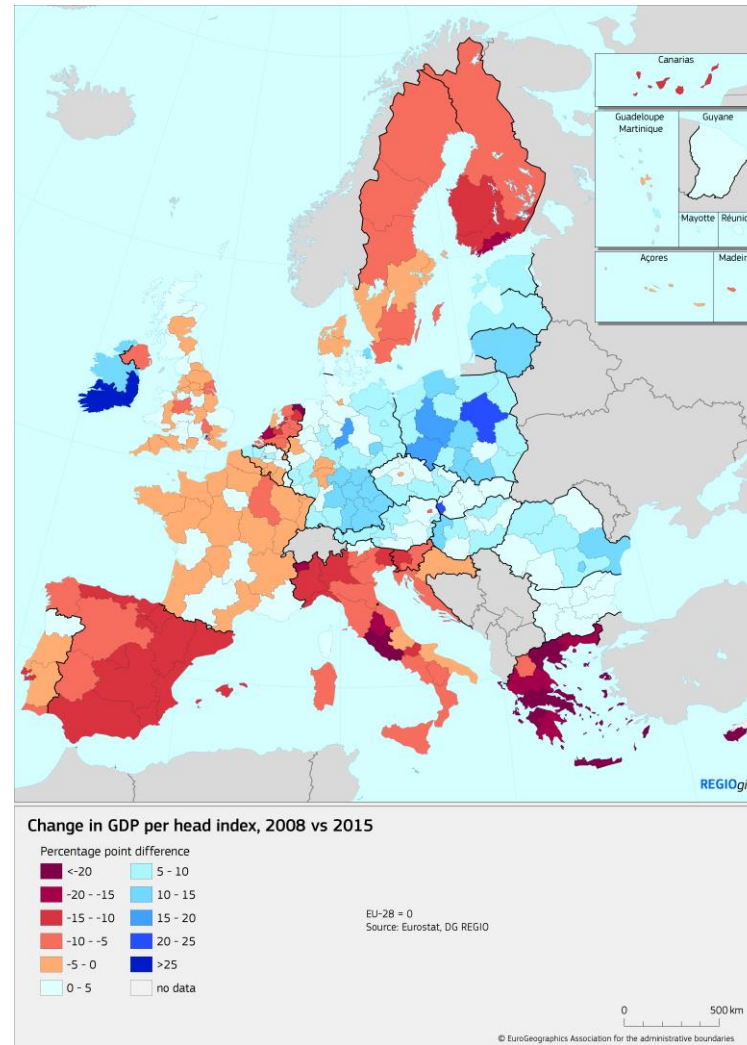 Canarias
Guadeloupe
Martinique
Guyane
Mayotte
Açores
REGIO
Change in GDP per head index, 2008 vs 2015
Percentage point difference
<-20
-20 - -15
-15 - -10
-10 - -5
-5 - 0
0 - 5
5 - 10
10 - 15
15 - 20
20 - 25
>25
no data
EU-28 = 0
Source: Eurostat, DG REGIO
0 500 km
© EuroGeographics Association for the administrative boundaries